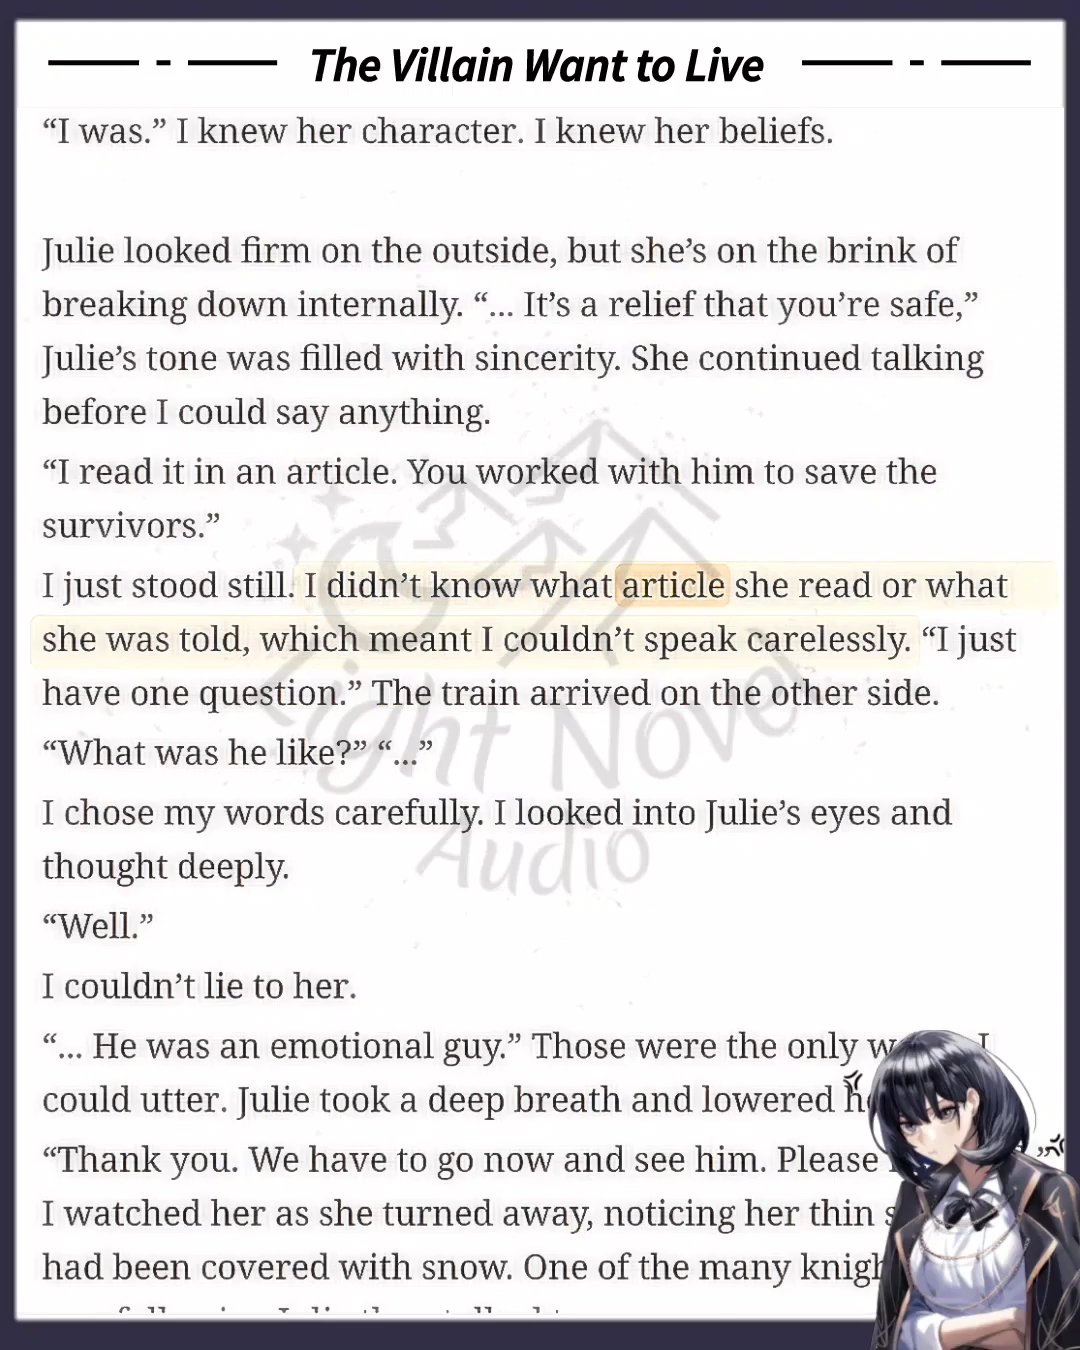 The Villain Want to Live
“I was.” I knew her character. I knew her beliefs.
Julie looked firm on the outside, but she’s on the brink of
breaking down internally. “... It’s a relief that you’re safe,”
Julie’s tone was filled with sincerity. She continued talking
before I could say anything.
“I read it in an article. You worked with him to save the
survivors.”
I just stood still. I didn’t know what article she read or what
she was told, which meant I couldn’t speak carelessly. “I just
have one question.” The train arrived on the other side.
“What was he like?” “...”
I chose my words carefully. I looked into Julie’s eyes and
thought deeply.
“Well.”
I couldn’t lie to her.
“... He was an emotional guy.” Those were the only I
could utter. Julie took a deep breath and lowered
“Thank you. We have to go now and see him. Please
I watched her as she turned away, noticing her thin
had been covered with snow. One of the many
Light Novel
Audio